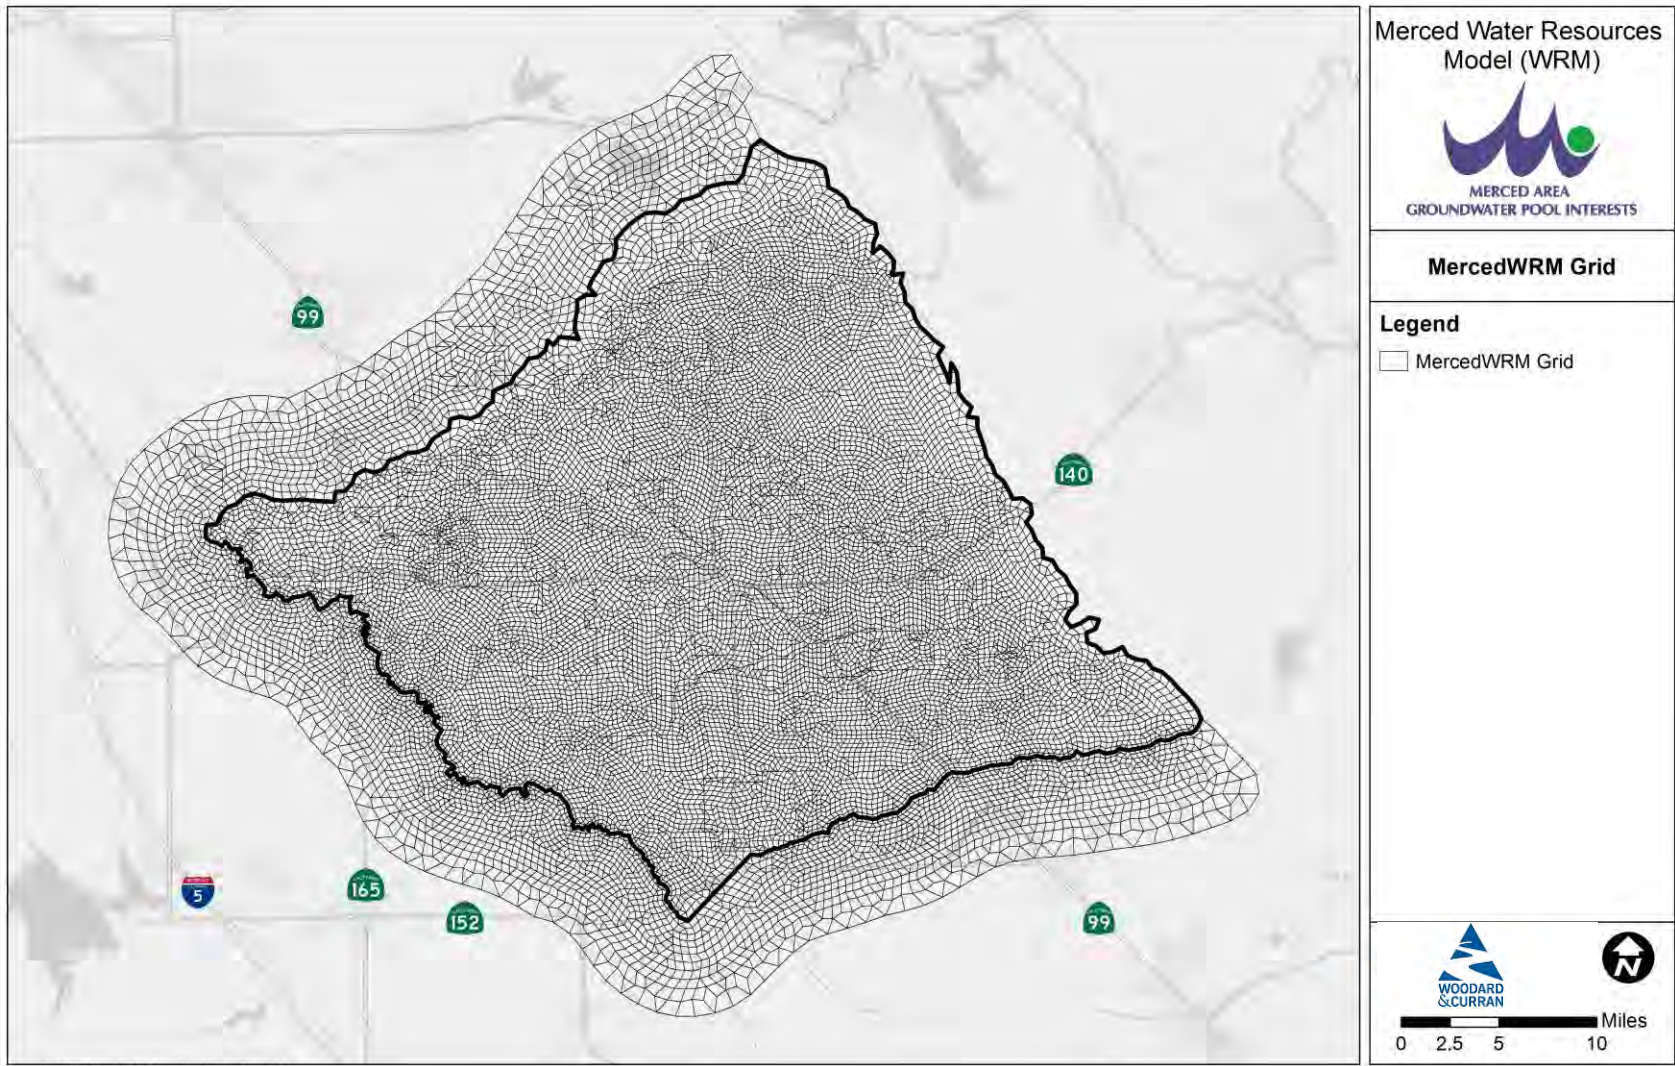 Merced Water Resources
Model (WRM)
MERCED AREA
GROUNDWATER POOL INTERESTS
MercedWRM Grid
Legend
MercedWRM Grid
99
140
5
165
152
99
WOODARD
&CURRAN
N
Miles
0 2.5 5 10